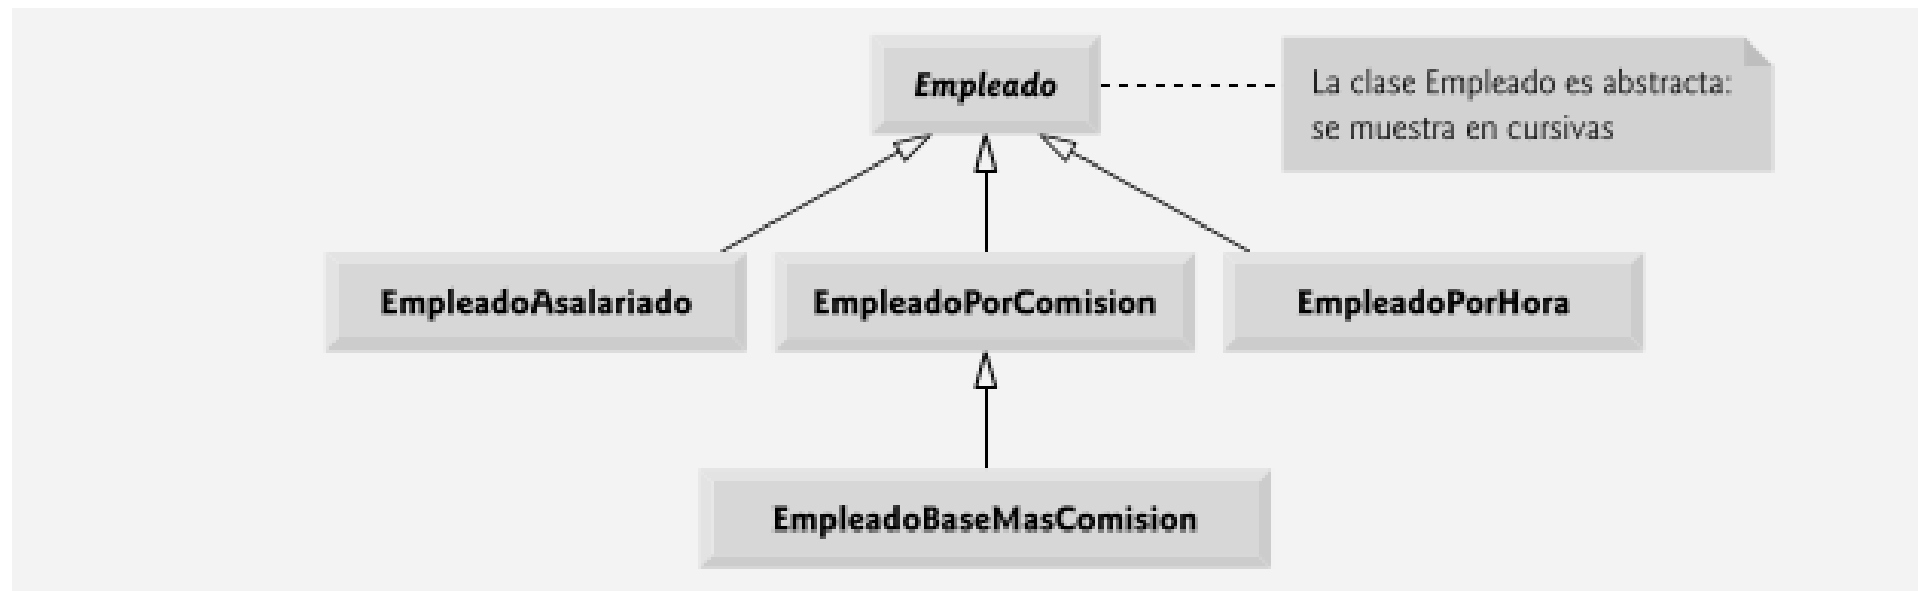 Empleado
La clase Empleado es abstracta:
se muestra en cursivas
EmpleadoAsalariado
EmpleadoPorComision
EmpleadoPorHora
EmpleadoBaseMasComision